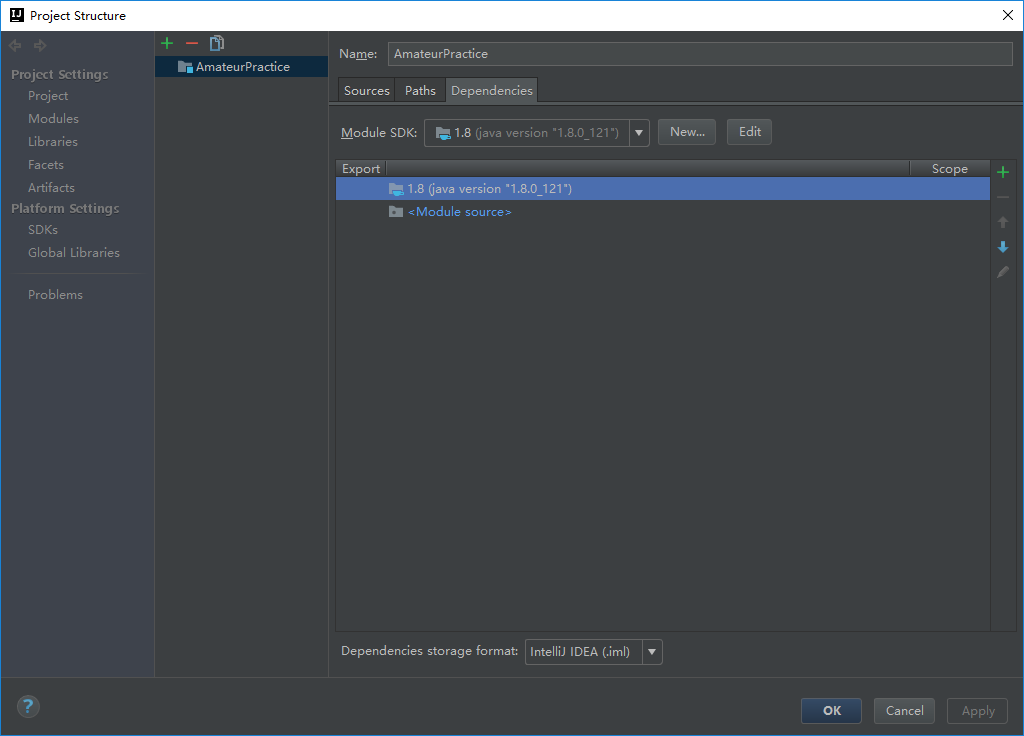 Project Structure
Project Settings
Project
Modules
Libraries
Facets
Artifacts
Platform Settings
SDKs
Global Libraries
Problems
AmateurPractice
Name: AmateurPractice
Sources Paths Dependencies
Module SDK: 1.8 (java version "1.8.0_121") New... Edit
Export Scope
1.8 (java version "1.8.0_121")
<Module source>
Dependencies storage format: IntelliJ IDEA (.iml)
? OK Cancel Apply